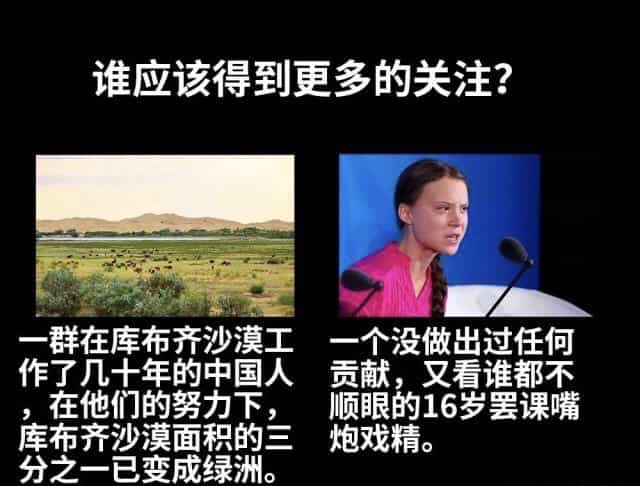 谁应该得到更多的关注？
一群在库布齐沙漠工
作了几十年的中国人
，在他们的努力下，
库布齐沙漠面积的三
分之一已变成绿洲。
一个没做出过任何
贡献，又看谁都不
顺眼的16岁罢课嘴
炮戏精。